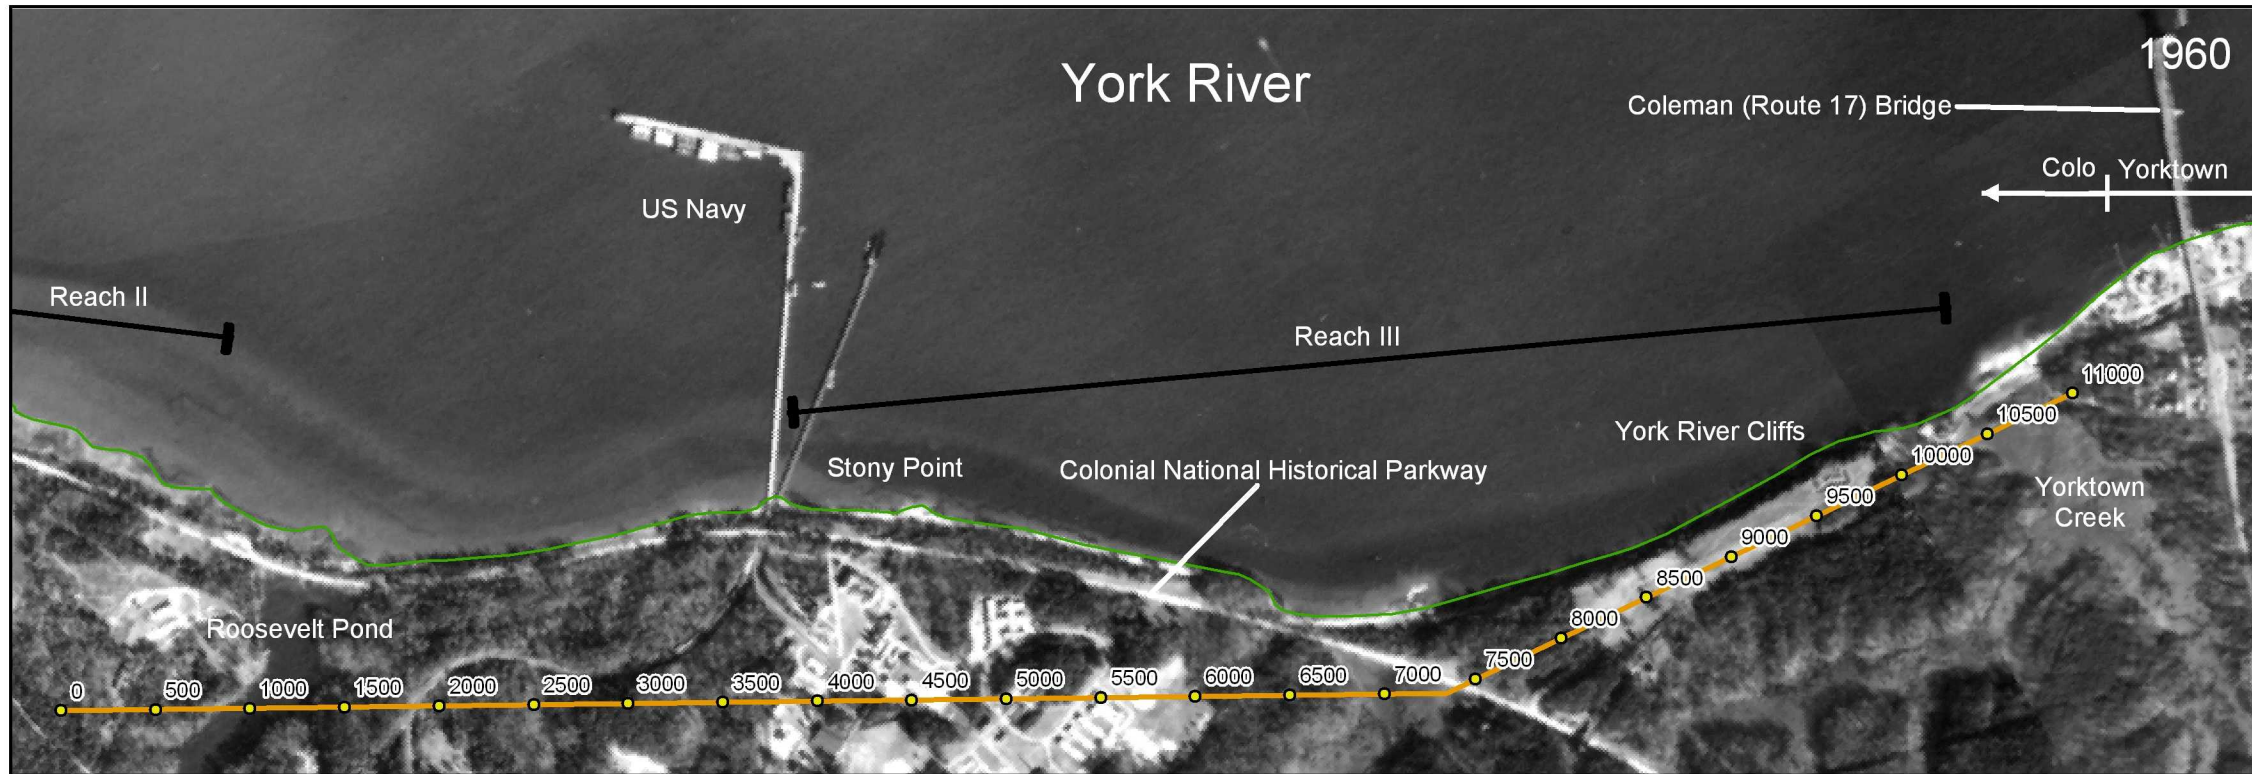 1960
York River
Coleman (Route 17) Bridge
Colo
Yorktown
US Navy
Reach II
Reach III
York River Cliffs
Stony Point
Colonial National Historical Parkway
Yorktown
Creek
Roosevelt Pond
0
500
1000
1500
2000
2500
3000
3500
4000
4500
5000
5500
6000
6500
7000
7500
8000
8500
9000
9500
10000
10500
11000